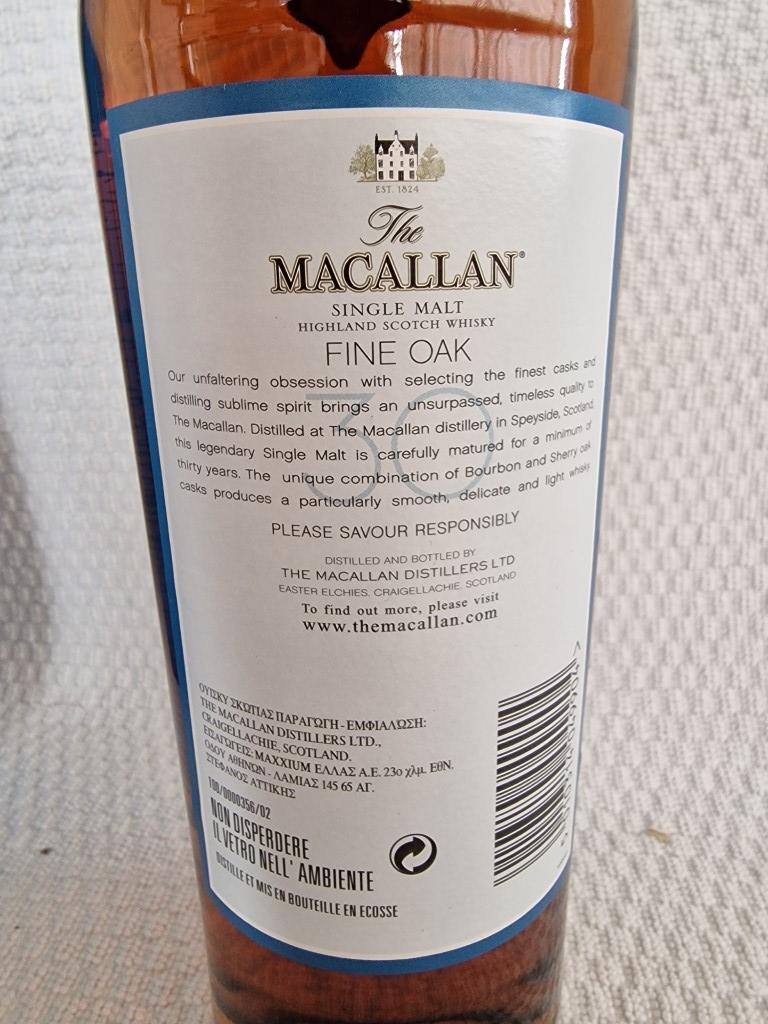 EST. 1824
The
MACALLAN®
SINGLE MALT
HIGHLAND SCOTCH WHISKY
FINE OAK
30
Our unfaltering obsession with selecting the finest casks and
distilling sublime spirit brings an unsurpassed, timeless quality to
The Macallan. Distilled at The Macallan distillery in Speyside, Scotland,
this legendary Single Malt is carefully matured for a minimum of
thirty years. The unique combination of Bourbon and Sherry oak
casks produces a particularly smooth, delicate and light whisky.
PLEASE SAVOUR RESPONSIBLY
DISTILLED AND BOTTLED BY
THE MACALLAN DISTILLERS LTD
EASTER ELCHIES, CRAIGELLACHIE, SCOTLAND
To find out more, please visit
www.themacallan.com
ΟΥΙΣΚΥ ΣΚΩΤΙΑΣ ΠΑΡΑΓΩΓΗ - ΕΜΦΙΑΛΩΣΗ:
THE MACALLAN DISTILLERS LTD.,
CRAIGELLACHIE, SCOTLAND.
ΕΙΣΑΓΩΓΕΙΣ: MAXXIUM ΕΛΛΑΣ Α.Ε. 23ο χλμ. ΕΘΝ.
ΟΔΟΥ ΑΘΗΝΩΝ - ΛΑΜΙΑΣ 145 65 ΑΓ.
ΣΤΕΦΑΝΟΣ ΑΤΤΙΚΗΣ
100/0000356/02
NON DISPERDERE
IL VETRO NELL' AMBIENTE
DISTILLE ET MIS EN BOUTEILLE EN ECOSSE